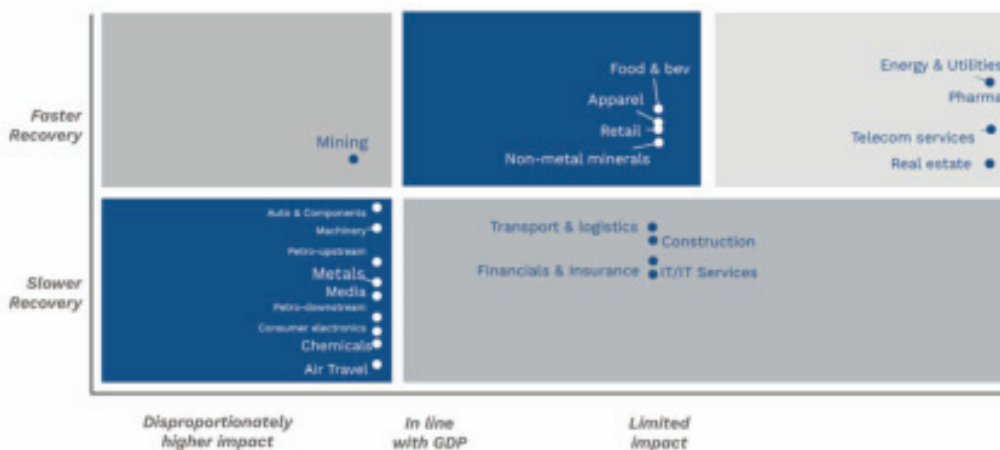 Faster
Recovery
Mining
Food & bev
Apparel
Retail
Non-metal minerals
Energy & Utilities
Pharma
Telecom services
Real estate
Slower
Recovery
Auto & Components
Machinery
Petro-upstream
Metals
Media
Petro-downstream
Consumer electronics
Chemicals
Air Travel
Transport & logistics
Construction
Financials & Insurance
IT/IT Services
Disproportionately
higher impact
In line
with GDP
Limited
impact